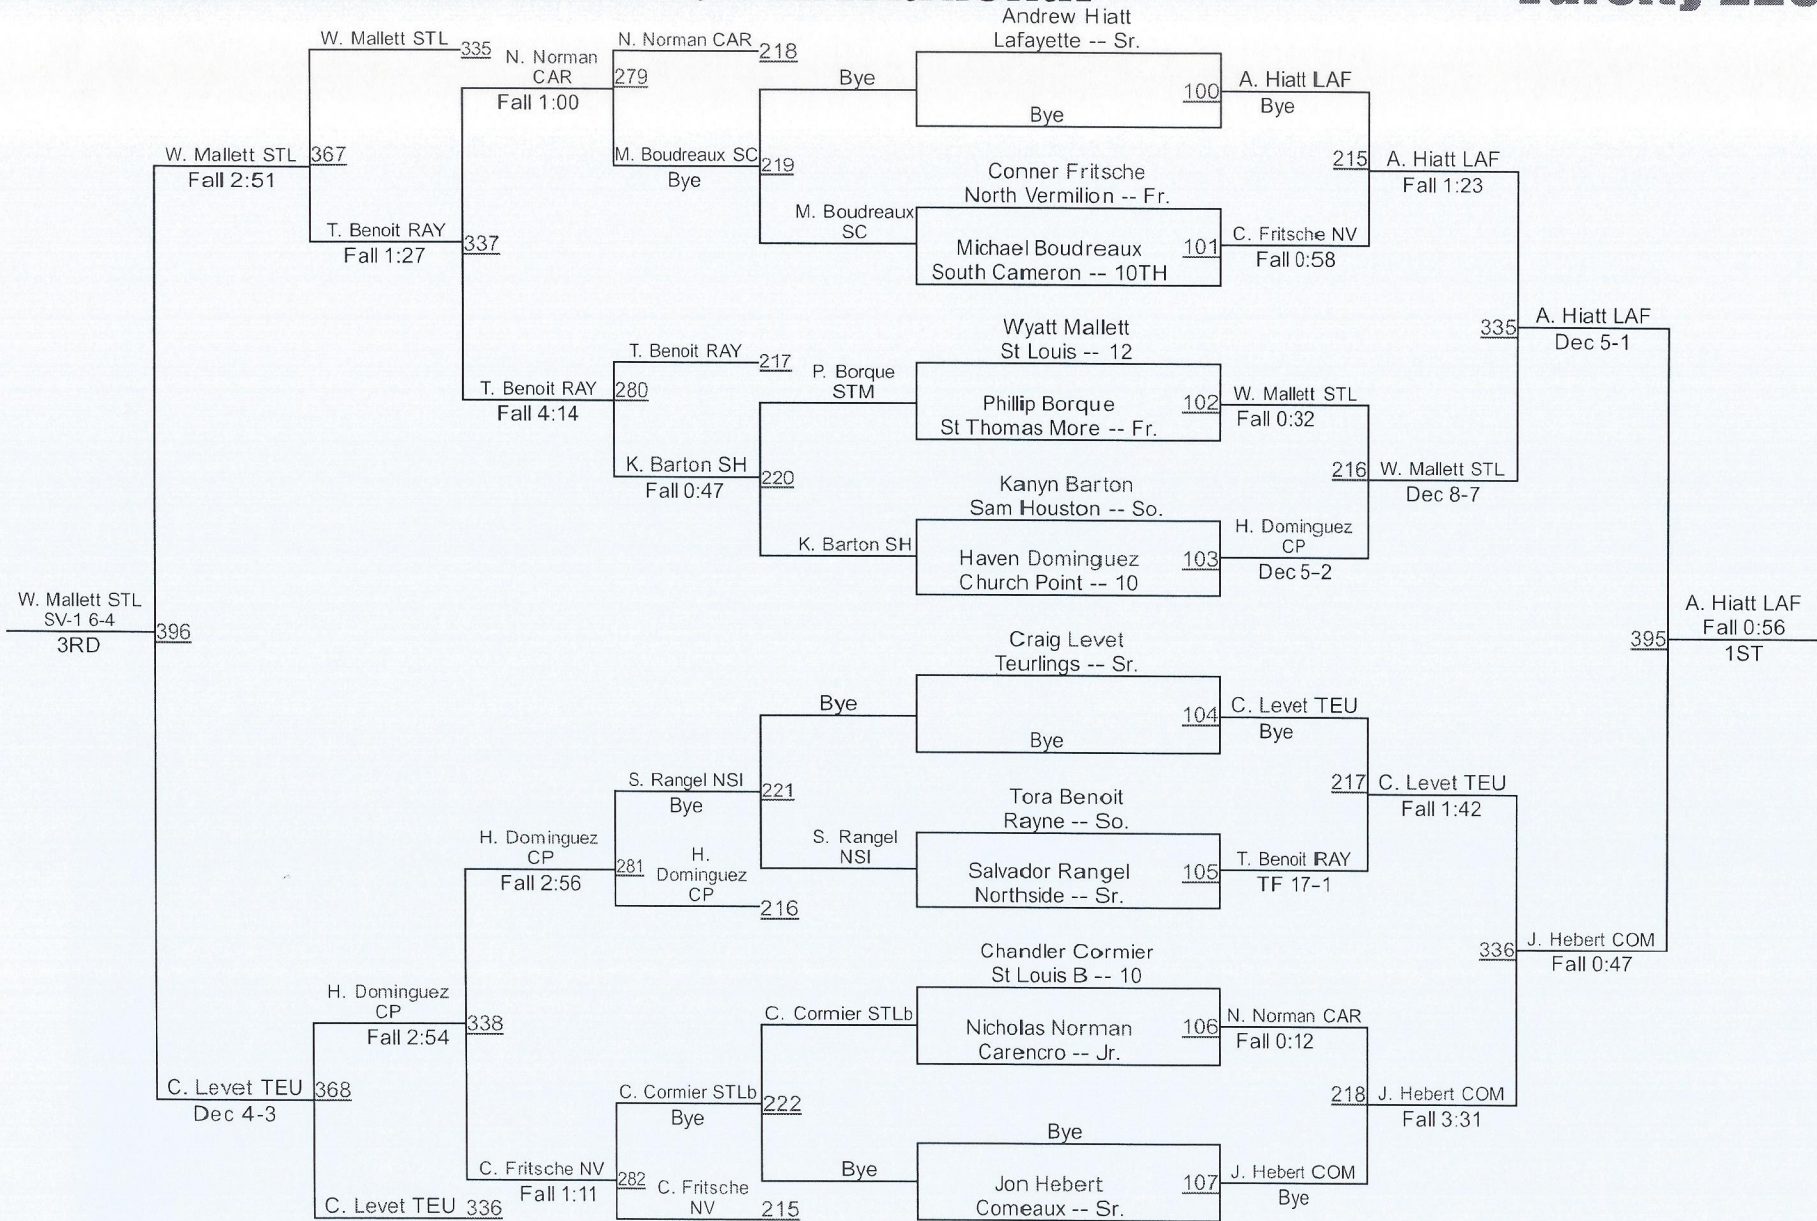 Andrew Hiatt
Lafayette -- Sr.
W. Mallett STL 335
N. Norman
CAR
Fall 1:00
279
N. Norman CAR 218
Bye
Bye
100
A. Hiatt LAF
Bye
W. Mallett STL
Fall 2:51
367
M. Boudreaux SC
Bye
219
Conner Fritsche
North Vermilion -- Fr.
215
A. Hiatt LAF
Fall 1:23
T. Benoit RAY
Fall 1:27
337
M. Boudreaux
SC
Michael Boudreaux
South Cameron -- 10TH
101
C. Fritsche NV
Fall 0:58
Wyatt Mallett
St Louis -- 12
335
A. Hiatt LAF
Dec 5-1
T. Benoit RAY 217
T. Benoit RAY
Fall 4:14
280
P. Borque
STM
Phillip Borque
St Thomas More -- Fr.
102
W. Mallett STL
Fall 0:32
K. Barton SH
Fall 0:47
220
Kanyn Barton
Sam Houston -- So.
216
W. Mallett STL
Dec 8-7
K. Barton SH
Haven Dominguez
Church Point -- 10
103
H. Dominguez
CP
Dec 5-2
W. Mallett STL
SV-1 6-4
3RD
396
Craig Levet
Teurlings -- Sr.
395
A. Hiatt LAF
Fall 0:56
1ST
Bye
Bye
104
C. Levet TEU
Bye
S. Rangel NSI
Bye
221
Tora Benoit
Rayne -- So.
217
C. Levet TEU
Fall 1:42
H. Dominguez
CP
Fall 2:56
281
H.
Dominguez
CP
216
S. Rangel
NSI
Salvador Rangel
Northside -- Sr.
105
T. Benoit RAY
TF 17-1
Chandler Cormier
St Louis B -- 10
336
J. Hebert COM
Fall 0:47
H. Dominguez
CP
Fall 2:54
338
C. Cormier STLb
Nicholas Norman
Carencro -- Jr.
106
N. Norman CAR
Fall 0:12
C. Levet TEU
Dec 4-3
368
C. Cormier STLb
Bye
222
218
J. Hebert COM
Fall 3:31
Bye
C. Fritsche NV
Fall 1:11
282
C. Fritsche
NV
215
Bye
Jon Hebert
Comeaux -- Sr.
107
J. Hebert COM
Bye
C. Levet TEU 336